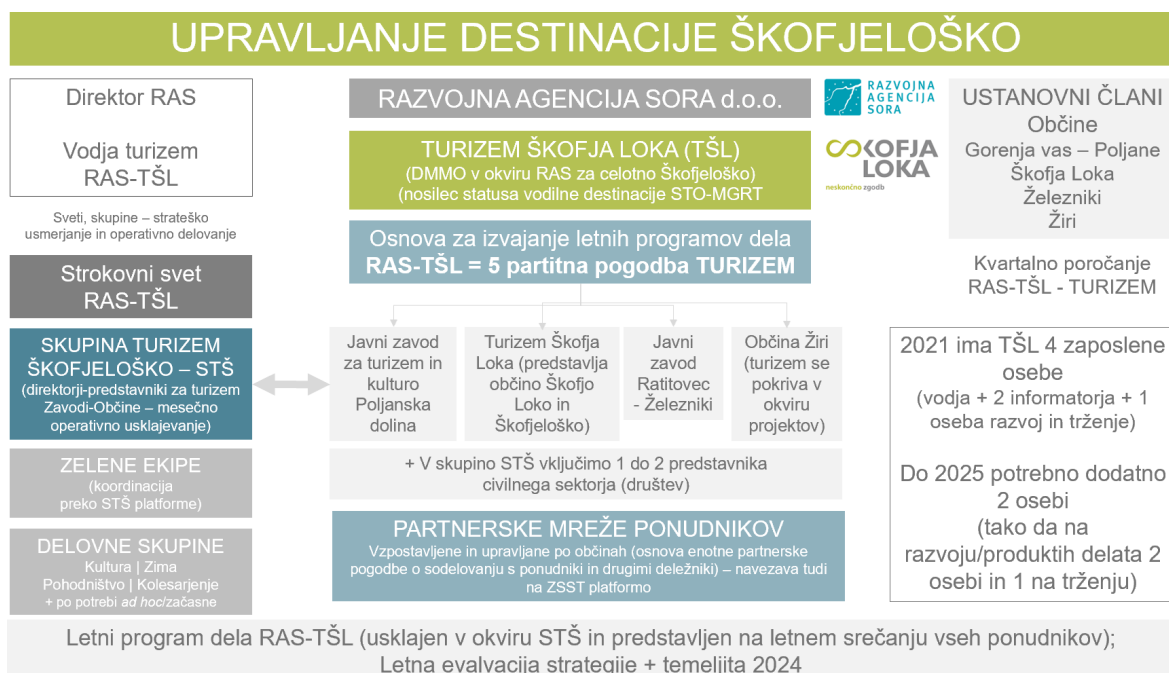 UPRAVLJANJE DESTINACIJE ŠKOFJELOŠKO
Direktor RAS
Vodja turizem
RAS-TŠL
Sveti, skupine – strateško
usmerjanje in operativno delovanje
Strokovni svet
RAS-TŠL
SKUPINA TURIZEM
ŠKOFJELOŠKO – STŠ
(direktorji-predstavniki za turizem
Zavodi-Občine – mesečno
operativno usklajevanje)
ZELENE EKIPE
(koordinacija
preko STŠ platforme)
DELOVNE SKUPINE
Kultura | Zima
Pohodništvo | Kolesarjenje
+ po potrebi ad hoc/začasne
RAZVOJNA AGENCIJA SORA d.o.o.
TURIZEM ŠKOFJA LOKA (TŠL)
(DMMO v okviru RAS za celotno Škofjeloško)
(nosilec statusa vodilne destinacije STO-MGRT
Osnova za izvajanje letnih programov dela
RAS-TŠL = 5 partitna pogodba TURIZEM
Javni zavod
za turizem in
kulturo
Poljanska
dolina
Turizem Škofja
Loka (predstavlja
občino Škofjo
Loko in
Škofjeloško)
Javni
zavod
Ratitovec
- Železniki
Občina Žiri
(turizem se
pokriva v
okviru
projektov)
+ V skupino STŠ vključimo 1 do 2 predstavnika
civilnega sektorja (društev)
PARTNERSKE MREŽE PONUDNIKOV
Vzpostavljene in upravljane po občinah (osnova enotne partnerske
pogodbe o sodelovanju s ponudniki in drugimi deležniki) – navezava tudi
na ZSST platformo
RAZVOJNA
AGENCIJA
SORA
ŠKOFJA
LOKA
neskončno zgodb
USTANOVNI ČLANI
Občine
Gorenja vas – Poljane
Škofja Loka
Železniki
Žiri
Kvartalno poročanje
RAS-TŠL - TURIZEM
2021 ima TŠL 4 zaposlene
osebe
(vodja + 2 informatorja + 1
oseba razvoj in trženje)
Do 2025 potrebno dodatno
2 osebi
(tako da na
razvoju/produktih delata 2
osebi in 1 na trženju)
Letni program dela RAS-TŠL (usklajen v okviru STŠ in predstavljen na letnem srečanju vseh ponudnikov);
Letna evalvacija strategije + temeljita 2024